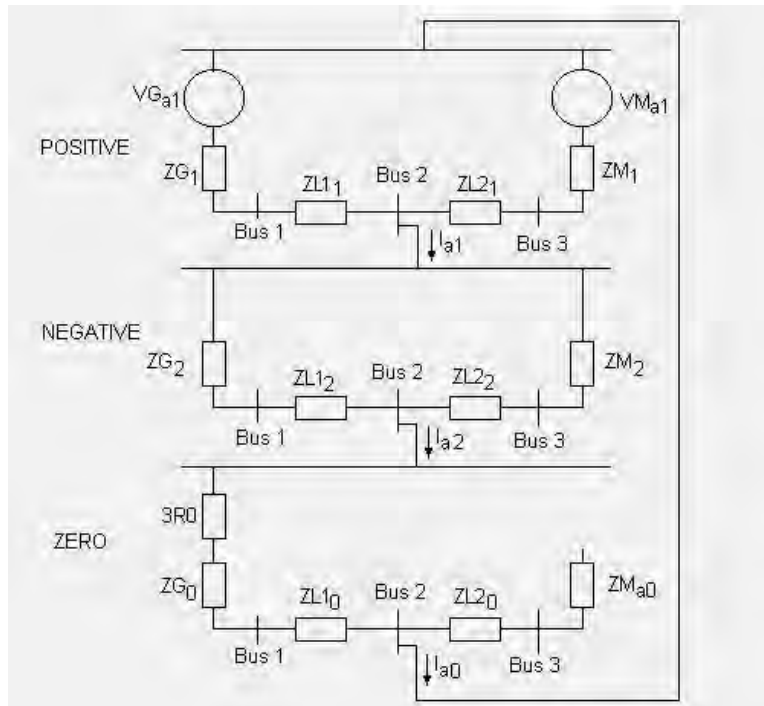 VGa1
VMa1
POSITIVE
ZG1
ZL11
Bus 2
ZL21
ZM1
Bus 1
Ia1
Bus 3
NEGATIVE
ZG2
ZL12
Bus 2
ZL22
ZM2
Bus 1
Ia2
Bus 3
3R0
ZERO
ZG0
ZL10
Bus 2
ZL20
ZMa0
Bus 1
Ia0
Bus 3